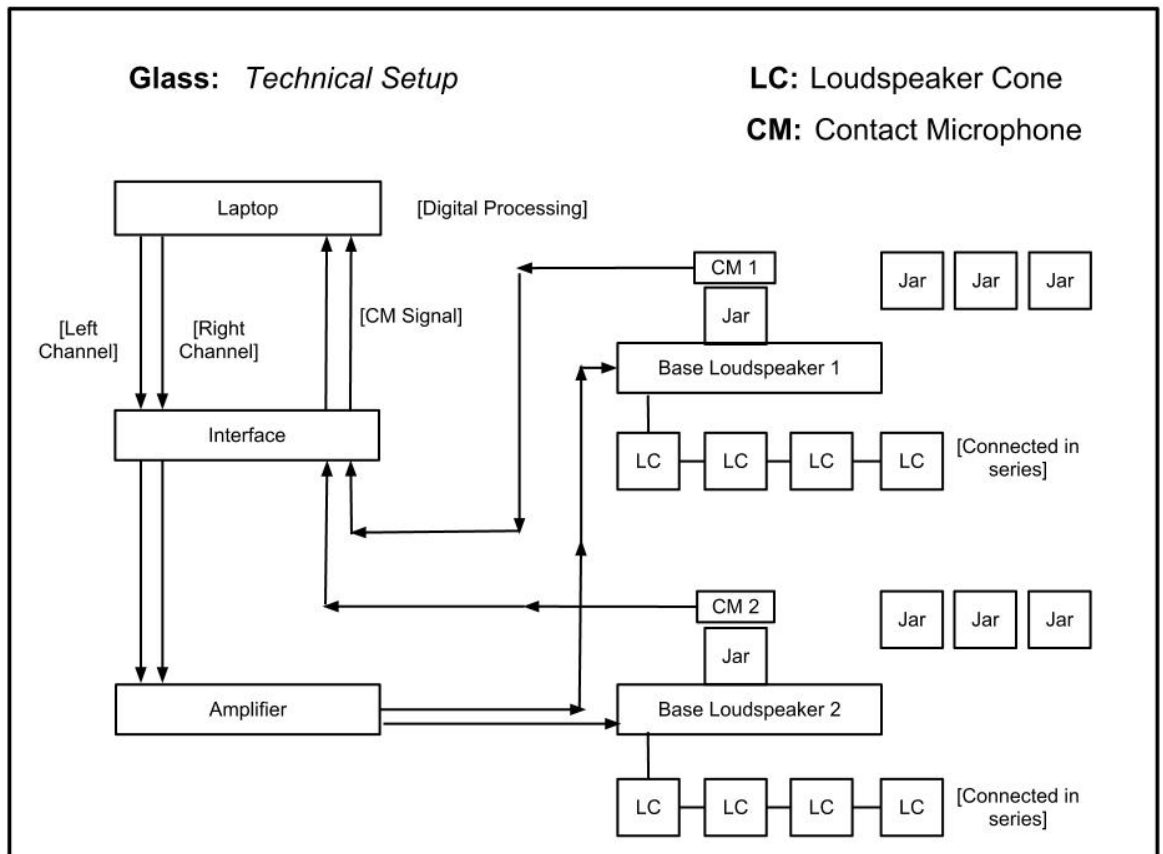 Glass: Technical Setup
LC: Loudspeaker Cone
CM: Contact Microphone
Laptop
[Digital Processing]
CM 1
Jar
Jar
Jar
Jar
[Left
Channel]
[Right
Channel]
[CM Signal]
Base Loudspeaker 1
Interface
LC
LC
LC
LC
[Connected in
series]
CM 2
Jar
Jar
Jar
Jar
Amplifier
Base Loudspeaker 2
LC
LC
LC
LC
[Connected in
series]